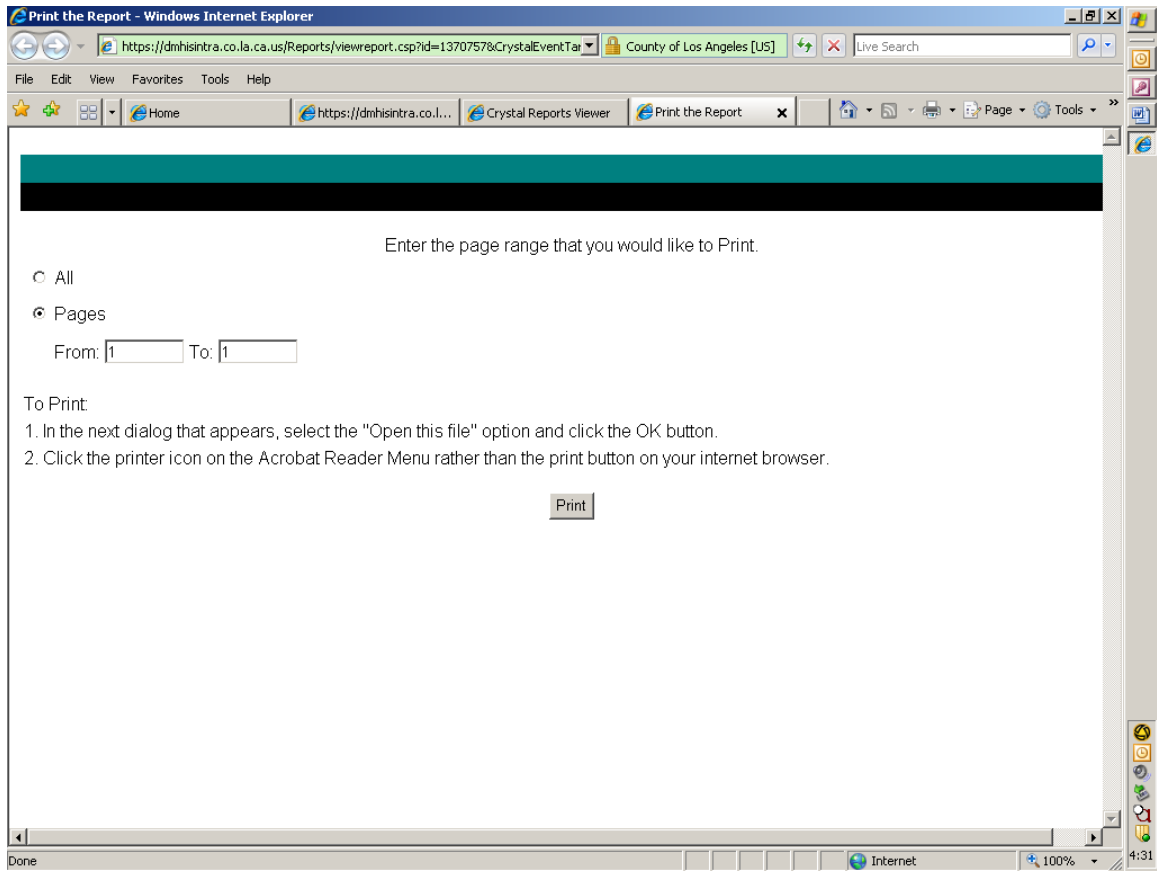 Print the Report - Windows Internet Explorer
https://dmhisintra.co.la.ca.us/Reports/viewreport.csp?id=1370757&CrystalEventTar County of Los Angeles [US] Live Search
File Edit View Favorites Tools Help
Home https://dmhisintra.co.l... Crystal Reports Viewer Print the Report Page Tools
Enter the page range that you would like to Print.
All
Pages
From: 1 To: 1
To Print:
1. In the next dialog that appears, select the "Open this file" option and click the OK button.
2. Click the printer icon on the Acrobat Reader Menu rather than the print button on your internet browser.
Print
Done Internet 100% 4:31